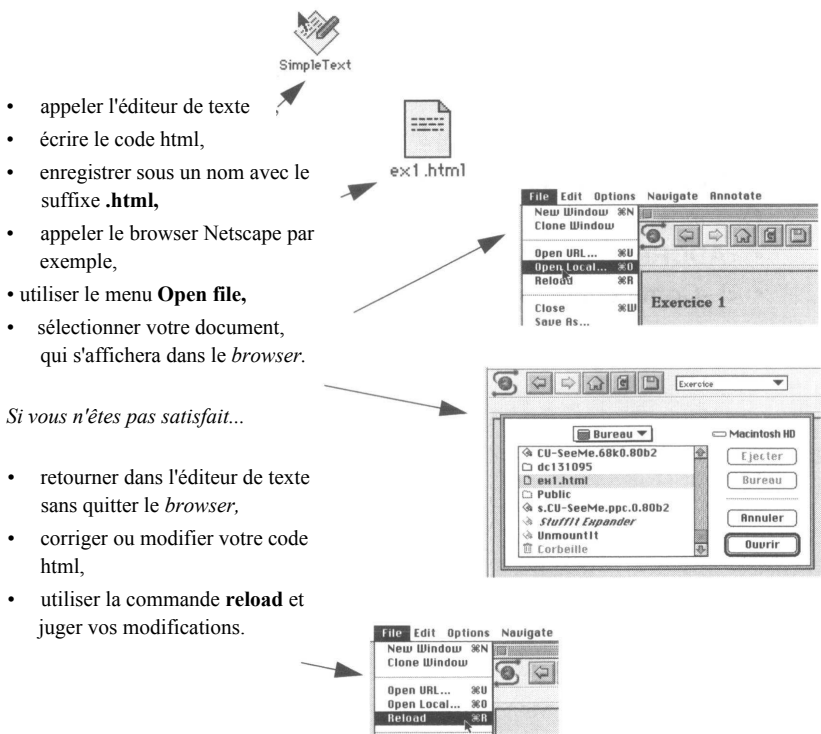 SimpleText
• appeler l'éditeur de texte ,
• écrire le code html,
ex1.html
• enregistrer sous un nom avec le
suffixe .html,
• appeler le browser Netscape par
exemple,
• utiliser le menu Open file,
• sélectionner votre document,
qui s'affichera dans le browser.
File Edit Options Navigate Annotate
New Window ⌘N
Clone Window
Open URL... ⌘U
Open Local... ⌘O
Reload ⌘R
Close ⌘W
Save As...
Exercice 1
Exercice
Bureau
Macintosh HD
CU-SeeMe.68k0.80b2
dc131095
ex1.html
Public
s.CU-SeeMe.ppc.0.80b2
StuffIt Expander
UnmountIt
Corbeille
Ejecter
Bureau
Annuler
Ouvrir
Si vous n'êtes pas satisfait...
• retourner dans l'éditeur de texte
sans quitter le browser,
• corriger ou modifier votre code
html,
• utiliser la commande reload et
juger vos modifications.
File Edit Options Navigate
New Window ⌘N
Clone Window
Open URL... ⌘U
Open Local... ⌘O
Reload ⌘R